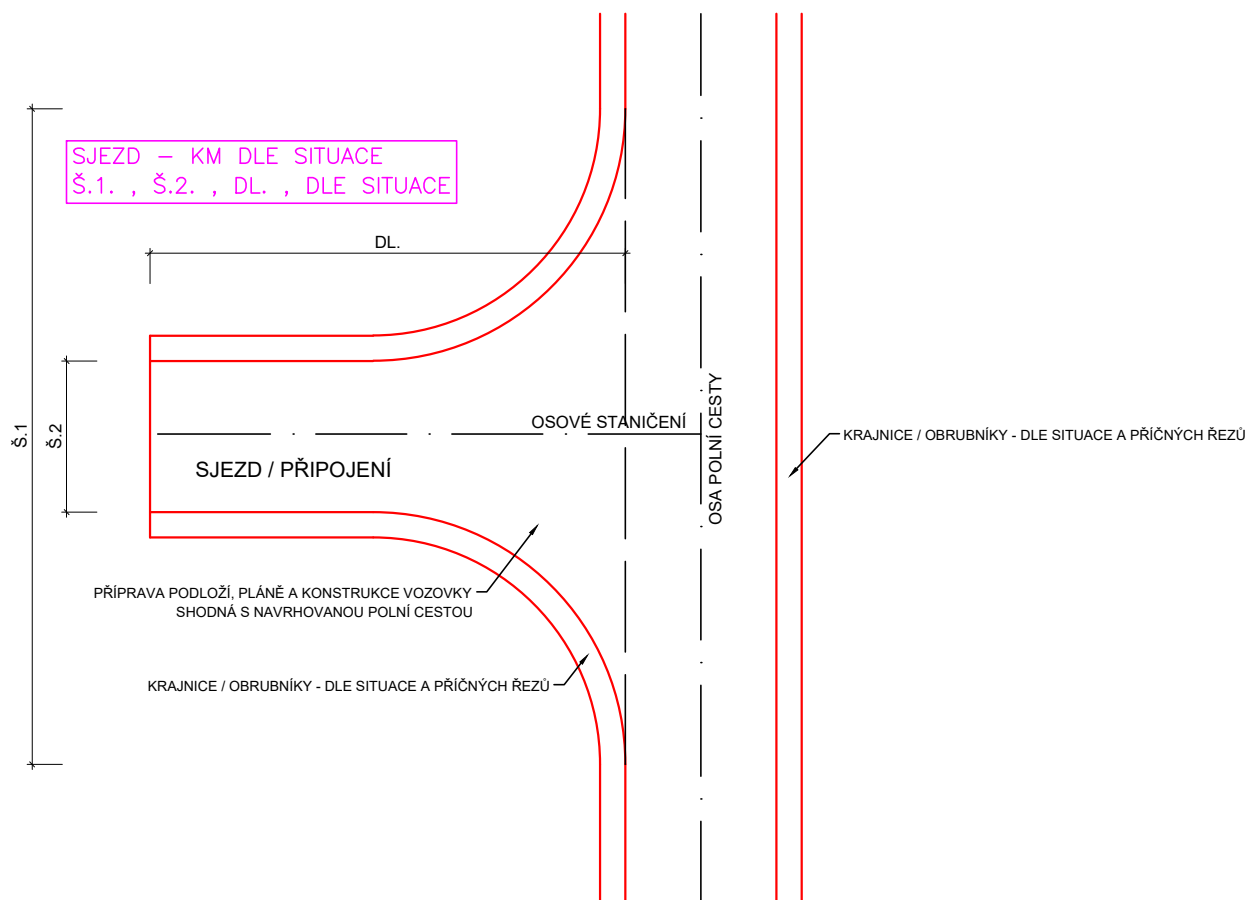 SJEZD – KM DLE SITUACE
Š.1. , Š.2. , DL. , DLE SITUACE
DL.
Š.1
Š.2
OSOVÉ STANIČENÍ
OSA POLNÍ CESTY
KRAJNICE / OBRUBNÍKY - DLE SITUACE A PŘÍČNÝCH ŘEZŮ
SJEZD / PŘIPOJENÍ
PŘÍPRAVA PODLOŽÍ, PLÁNĚ A KONSTRUKCE VOZOVKY
SHODNÁ S NAVRHOVANOU POLNÍ CESTOU
KRAJNICE / OBRUBNÍKY - DLE SITUACE A PŘÍČNÝCH ŘEZŮ